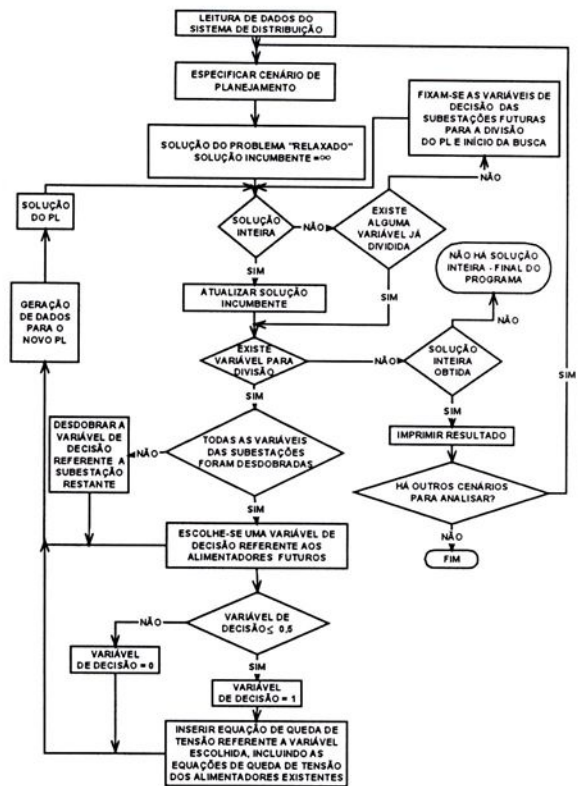 LEITURA DE DADOS DO
SISTEMA DE DISTRIBUIÇÃO
ESPECIFICAR CENÁRIO DE
PLANEJAMENTO
FIXAM-SE AS VARIÁVEIS DE
DECISÃO DAS
SUBESTAÇÕES FUTURAS
PARA A DIVISÃO
DO PL E INÍCIO DA BUSCA
SOLUÇÃO DO PROBLEMA "RELAXADO"
SOLUÇÃO INCUMBENTE =∞
NÃO
SOLUÇÃO
DO PL
SOLUÇÃO
INTEIRA
NÃO
EXISTE
ALGUMA
VARIÁVEL JÁ
DIVIDIDA
NÃO HÁ SOLUÇÃO
INTEIRA - FINAL DO
PROGRAMA
SIM
SIM
GERAÇÃO
DE DADOS
PARA O
NOVO PL
ATUALIZAR SOLUÇÃO
INCUMBENTE
NÃO
EXISTE
VARIÁVEL PARA
DIVISÃO
NÃO
SOLUÇÃO
INTEIRA
OBTIDA
SIM
SIM
SIM
DESDOBRAR A
VARIÁVEL DE
DECISÃO
REFERENTE A
SUBESTAÇÃO
RESTANTE
NÃO
TODAS AS VARIÁVEIS
DAS SUBESTAÇÕES
FORAM DESDOBRADAS
IMPRIMIR RESULTADO
HÁ OUTROS CENÁRIOS
PARA ANALISAR?
SIM
NÃO
FIM
ESCOLHE-SE UMA VARIÁVEL DE
DECISÃO REFERENTE AOS
ALIMENTADORES FUTUROS
NÃO
VARIÁVEL DE
DECISÃO ≤ 0,5
VARIÁVEL
DE DECISÃO = 0
SIM
VARIÁVEL
DE DECISÃO = 1
INSERIR EQUAÇÃO DE QUEDA DE
TENSÃO REFERENTE A VARIÁVEL
ESCOLHIDA, INCLUINDO AS
EQUAÇÕES DE QUEDA DE TENSÃO
DOS ALIMENTADORES EXISTENTES